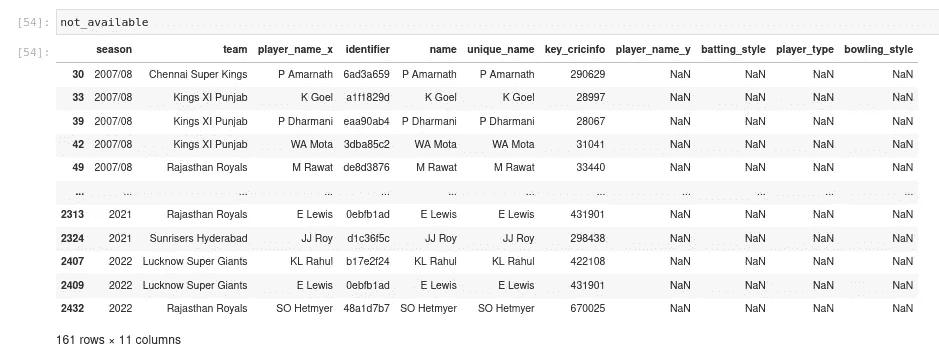 [54]: not_available
[54]: season team player_name_x identifier name unique_name key_cricinfo player_name_y batting_style player_type bowling_style
30 2007/08 Chennai Super Kings P Amarnath 6ad3a659 P Amarnath P Amarnath 290629 NaN NaN NaN NaN
33 2007/08 Kings XI Punjab K Goel a1f1829d K Goel K Goel 28997 NaN NaN NaN NaN
39 2007/08 Kings XI Punjab P Dharmani eaa90ab4 P Dharmani P Dharmani 28067 NaN NaN NaN NaN
42 2007/08 Kings XI Punjab WA Mota 3dba85c2 WA Mota WA Mota 31041 NaN NaN NaN NaN
49 2007/08 Rajasthan Royals M Rawat de8d3876 M Rawat M Rawat 33440 NaN NaN NaN NaN
... ... ... ... ... ... ... ... ... ... ... ...
2313 2021 Rajasthan Royals E Lewis 0ebfb1ad E Lewis E Lewis 431901 NaN NaN NaN NaN
2324 2021 Sunrisers Hyderabad JJ Roy d1c36f5c JJ Roy JJ Roy 298438 NaN NaN NaN NaN
2407 2022 Lucknow Super Giants KL Rahul b17e2f24 KL Rahul KL Rahul 422108 NaN NaN NaN NaN
2409 2022 Lucknow Super Giants E Lewis 0ebfb1ad E Lewis E Lewis 431901 NaN NaN NaN NaN
2432 2022 Rajasthan Royals SO Hetmyer 48a1d7b7 SO Hetmyer SO Hetmyer 670025 NaN NaN NaN NaN
161 rows × 11 columns